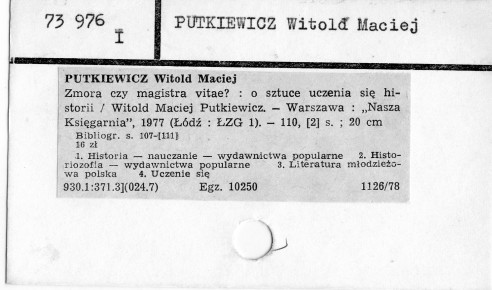 73 976
I
PUTKIEWICZ Witold Maciej
PUTKIEWICZ Witold Maciej
Zmora czy magistra vitae? : o sztuce uczenia się hi-
storii / Witold Maciej Putkiewicz. — Warszawa : „Nasza
Księgarnia”, 1977 (Łódź : ŁZG 1). — 110, [2] s. ; 20 cm
Bibliogr. s. 107-[111]
16 zł
1. Historia — nauczanie — wydawnictwa popularne 2. Histo-
riozofia — wydawnictwa popularne 3. Literatura młodzieżo-
wa polska 4. Uczenie się
930.1:371.3](024.7) Egz. 10250 1126/78